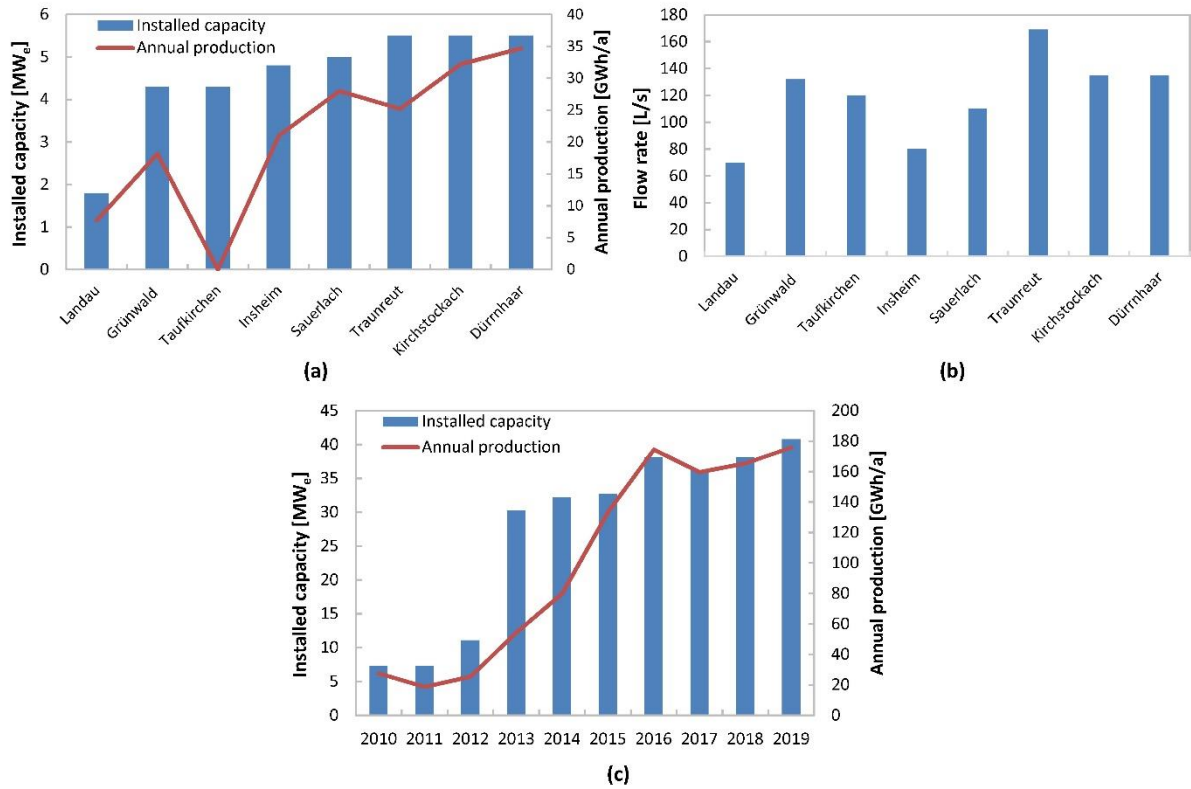 Installed capacity
Annual production
Installed capacity [MWe]
6
5
4
3
2
1
0
Annual production [GWh/a]
40
35
30
25
20
15
10
5
0
Landau
Grünwald
Taufkirchen
Insheim
Sauerlach
Traunreut
Kirchstockach
Dürrnhaar
(a)
Flow rate [L/s]
180
160
140
120
100
80
60
40
20
0
Landau
Grünwald
Taufkirchen
Insheim
Sauerlach
Traunreut
Kirchstockach
Dürrnhaar
(b)
Installed capacity
Annual production
Installed capacity [MWe]
45
40
35
30
25
20
15
10
5
0
Annual production [GWh/a]
200
180
160
140
120
100
80
60
40
20
0
2010 2011 2012 2013 2014 2015 2016 2017 2018 2019
(c)